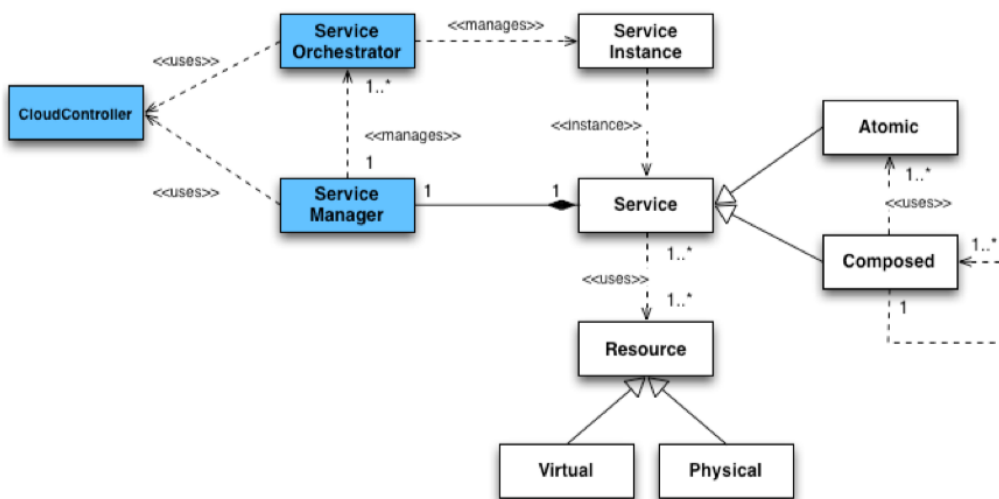 Service
Orchestrator
<<manages>>
Service
Instance
<<uses>>
1..*
CloudController
<<manages>>
<<instance>>
Atomic
1
1..*
<<uses>>
<<uses>>
Service
Manager
1
1
Service
1..*
Composed
1..*
<<uses>>
1..*
1
Resource
Virtual
Physical